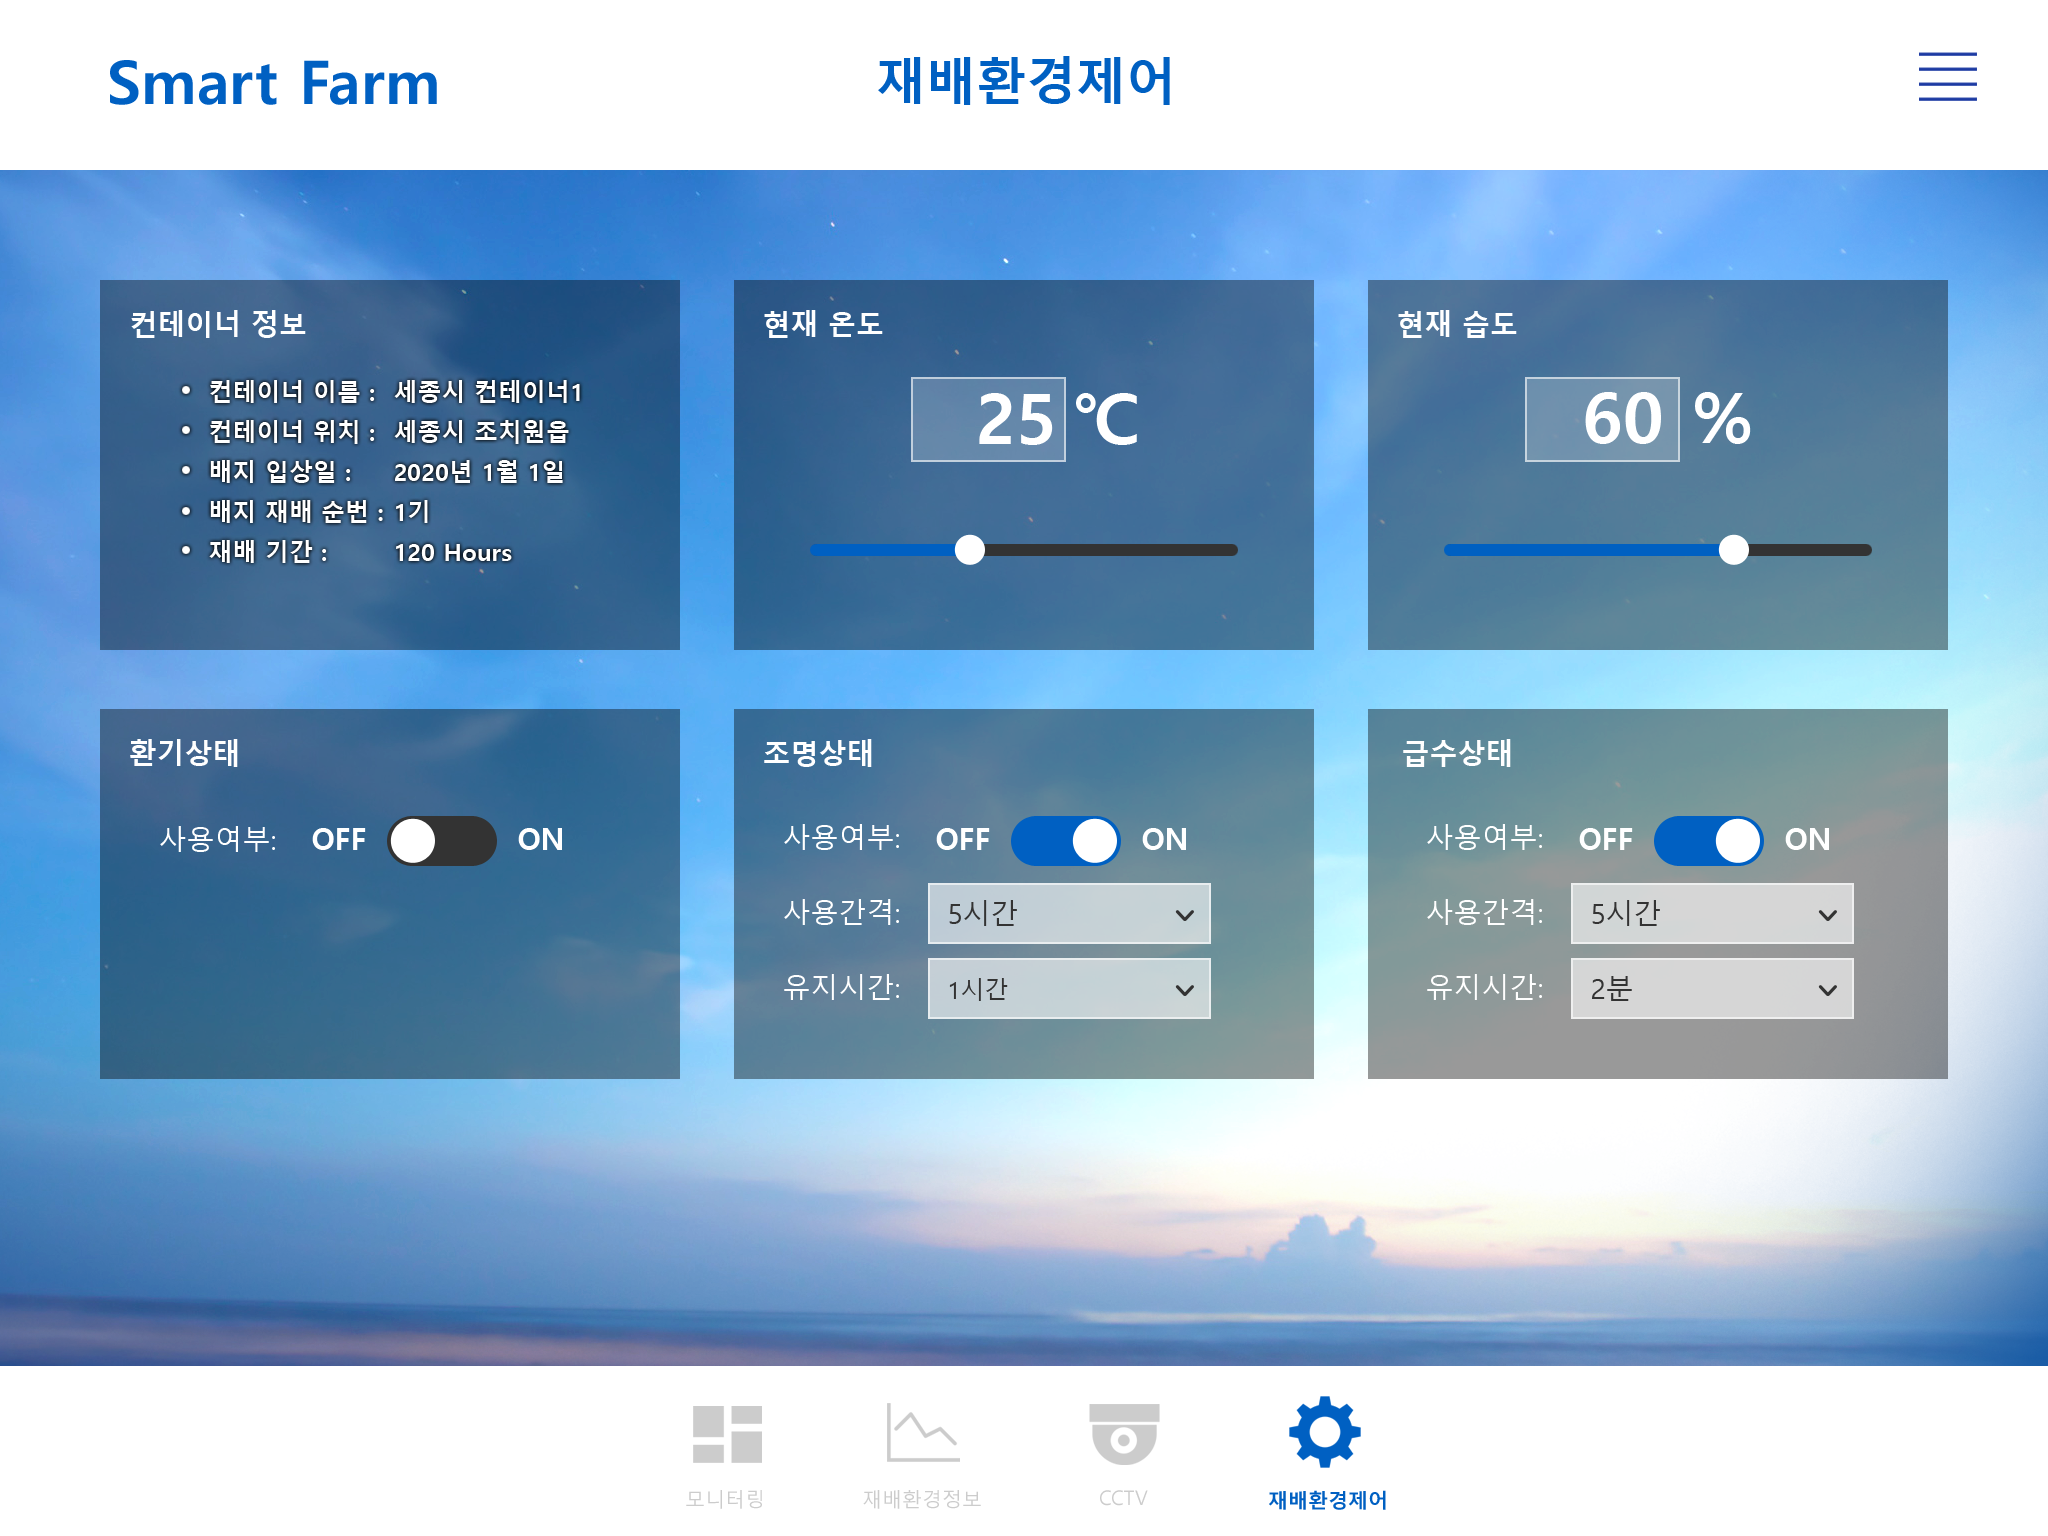 Smart Farm
재배환경제어
컨테이너 정보
• 컨테이너 이름 : 세종시 컨테이너1
• 컨테이너 위치 : 세종시 조치원읍
• 배지 입상일 : 2020년 1월 1일
• 배지 재배 순번 : 1기
• 재배 기간 : 120 Hours
현재 온도
25 °C
현재 습도
60 %
환기상태
사용여부: OFF ON
조명상태
사용여부: OFF ON
사용간격: 5시간
유지시간: 1시간
급수상태
사용여부: OFF ON
사용간격: 5시간
유지시간: 2분
모니터링
재배환경정보
CCTV
재배환경제어